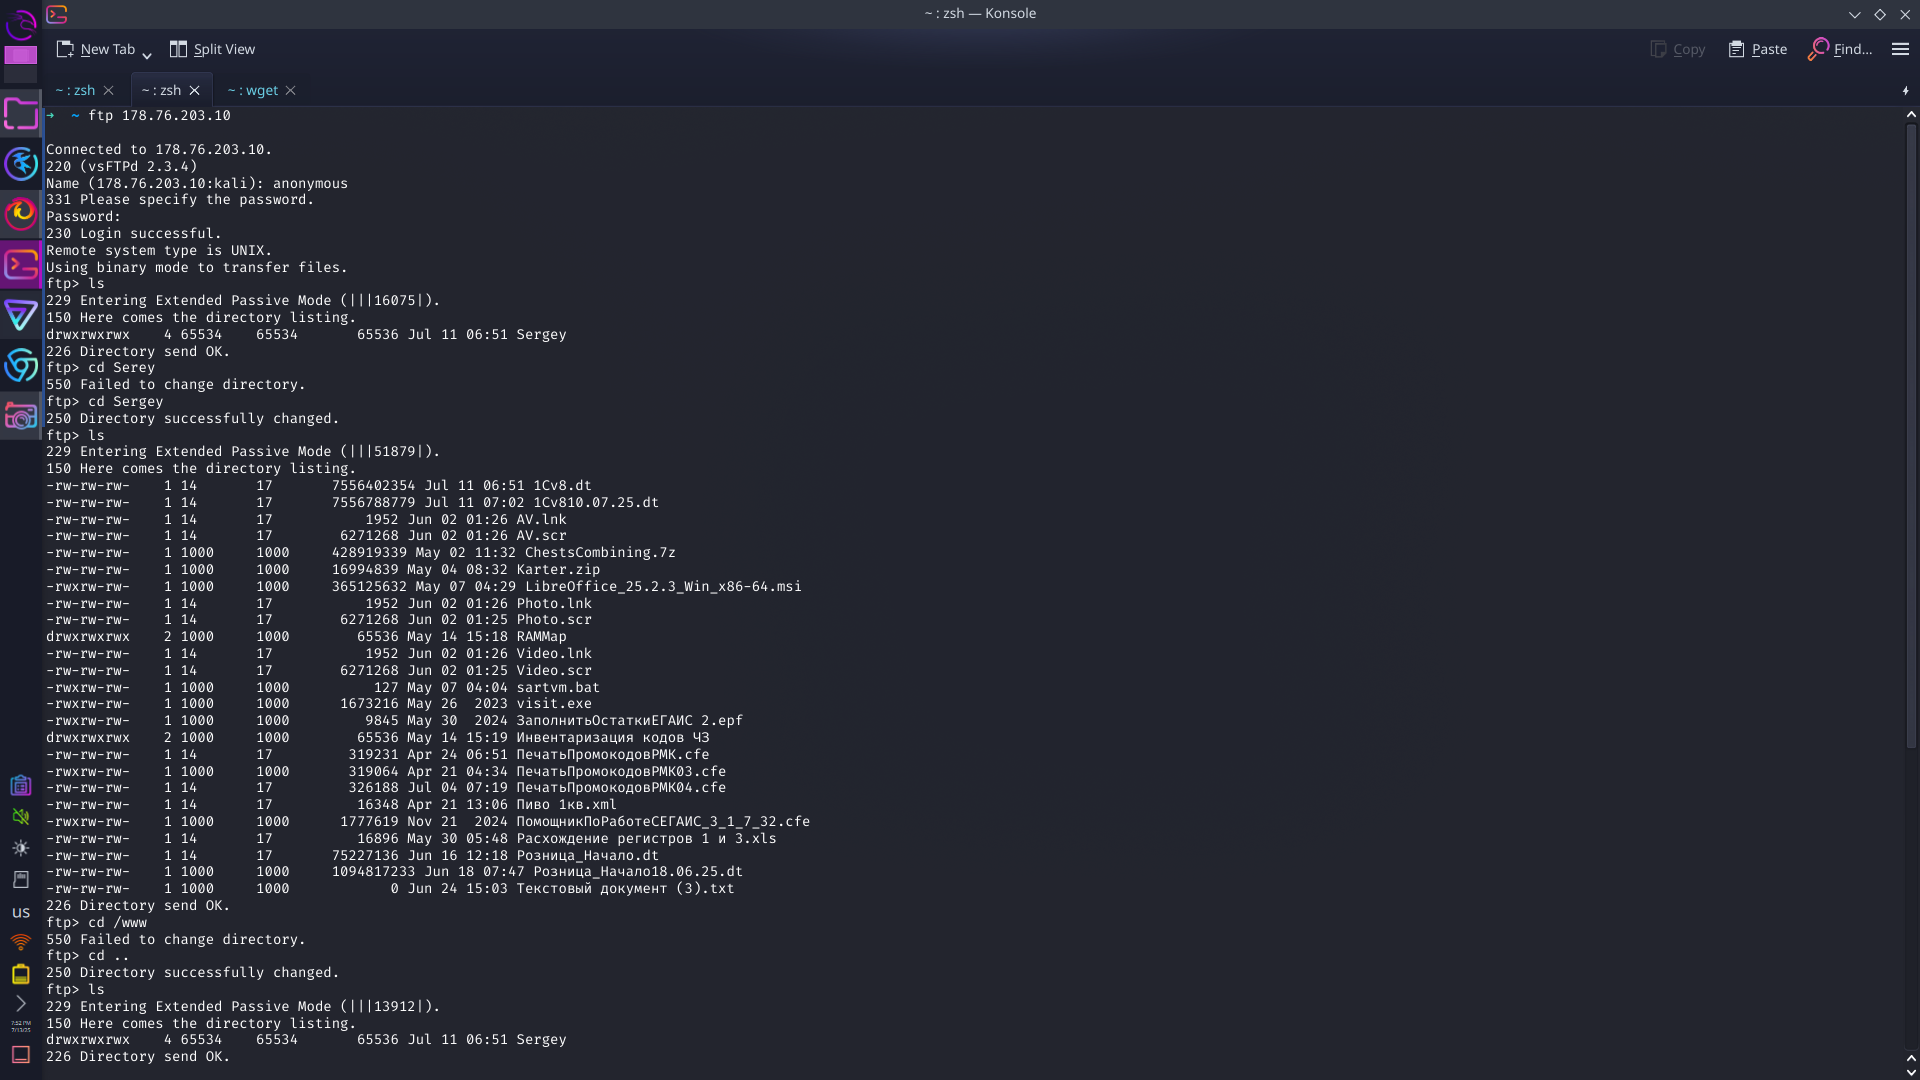 ~ : zsh — Konsole
New Tab Split View Copy Paste Find...
~ : zsh ~ : zsh ~ : wget
→ ~ ftp 178.76.203.10
Connected to 178.76.203.10.
220 (vsFTPd 2.3.4)
Name (178.76.203.10:kali): anonymous
331 Please specify the password.
Password:
230 Login successful.
Remote system type is UNIX.
Using binary mode to transfer files.
ftp> ls
229 Entering Extended Passive Mode (|||16075|).
150 Here comes the directory listing.
drwxrwxrwx    4 65534    65534       65536 Jul 11 06:51 Sergey
226 Directory send OK.
ftp> cd Serey
550 Failed to change directory.
ftp> cd Sergey
250 Directory successfully changed.
ftp> ls
229 Entering Extended Passive Mode (|||51879|).
150 Here comes the directory listing.
-rw-rw-rw-    1 14       17       7556402354 Jul 11 06:51 1Cv8.dt
-rw-rw-rw-    1 14       17       7556788779 Jul 11 07:02 1Cv810.07.25.dt
-rw-rw-rw-    1 14       17           1952 Jun 02 01:26 AV.lnk
-rw-rw-rw-    1 14       17        6271268 Jun 02 01:26 AV.scr
-rw-rw-rw-    1 1000     1000     428919339 May 02 11:32 ChestsCombining.7z
-rw-rw-rw-    1 1000     1000     16994839 May 04 08:32 Karter.zip
-rwxrw-rw-    1 1000     1000     365125632 May 07 04:29 LibreOffice_25.2.3_Win_x86-64.msi
-rw-rw-rw-    1 14       17           1952 Jun 02 01:26 Photo.lnk
-rw-rw-rw-    1 14       17        6271268 Jun 02 01:25 Photo.scr
drwxrwxrwx    2 1000     1000        65536 May 14 15:18 RAMMap
-rw-rw-rw-    1 14       17           1952 Jun 02 01:26 Video.lnk
-rw-rw-rw-    1 14       17        6271268 Jun 02 01:25 Video.scr
-rwxrw-rw-    1 1000     1000          127 May 07 04:04 sartvm.bat
-rwxrw-rw-    1 1000     1000      1673216 May 26  2023 visit.exe
-rwxrw-rw-    1 1000     1000         9845 May 30  2024 ЗаполнитьОстаткиЕГАИС 2.epf
drwxrwxrwx    2 1000     1000        65536 May 14 15:19 Инвентаризация кодов ЧЗ
-rw-rw-rw-    1 14       17         319231 Apr 24 06:51 ПечатьПромокодовРМК.cfe
-rwxrw-rw-    1 1000     1000       319064 Apr 21 04:34 ПечатьПромокодовРМК03.cfe
-rw-rw-rw-    1 14       17         326188 Jul 04 07:19 ПечатьПромокодовРМК04.cfe
-rw-rw-rw-    1 14       17          16348 Apr 21 13:06 Пиво 1кв.xml
-rwxrw-rw-    1 1000     1000      1777619 Nov 21  2024 ПомощникПоРаботеСЕГАИС_3_1_7_32.cfe
-rw-rw-rw-    1 14       17          16896 May 30 05:48 Расхождение регистров 1 и 3.xls
-rw-rw-rw-    1 14       17       75227136 Jun 16 12:18 Розница_Начало.dt
-rw-rw-rw-    1 1000     1000     1094817233 Jun 18 07:47 Розница_Начало18.06.25.dt
-rw-rw-rw-    1 1000     1000            0 Jun 24 15:03 Текстовый документ (3).txt
226 Directory send OK.
ftp> cd /www
550 Failed to change directory.
ftp> cd ..
250 Directory successfully changed.
ftp> ls
229 Entering Extended Passive Mode (|||13912|).
150 Here comes the directory listing.
drwxrwxrwx    4 65534    65534       65536 Jul 11 06:51 Sergey
226 Directory send OK.
us
7:52 PM
7/13/25